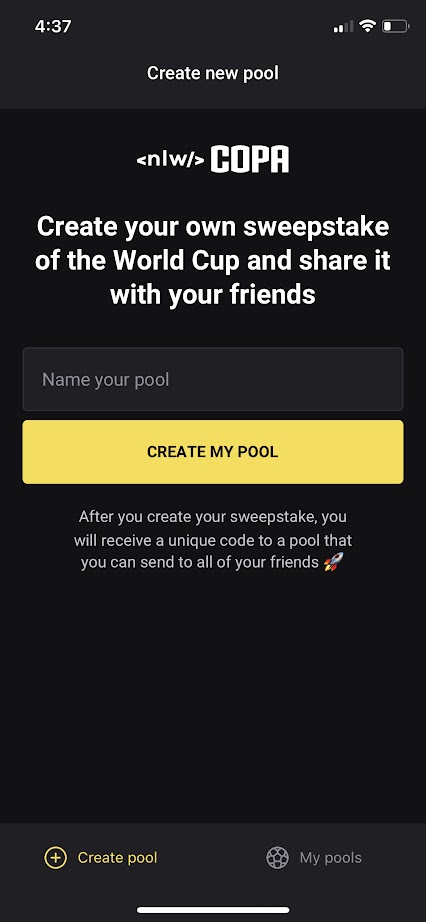 4:37
Create new pool
<nlw/> COPA
Create your own sweepstake
of the World Cup and share it
with your friends
Name your pool
CREATE MY POOL
After you create your sweepstake, you
will receive a unique code to a pool that
you can send to all of your friends 🚀
Create pool
My pools